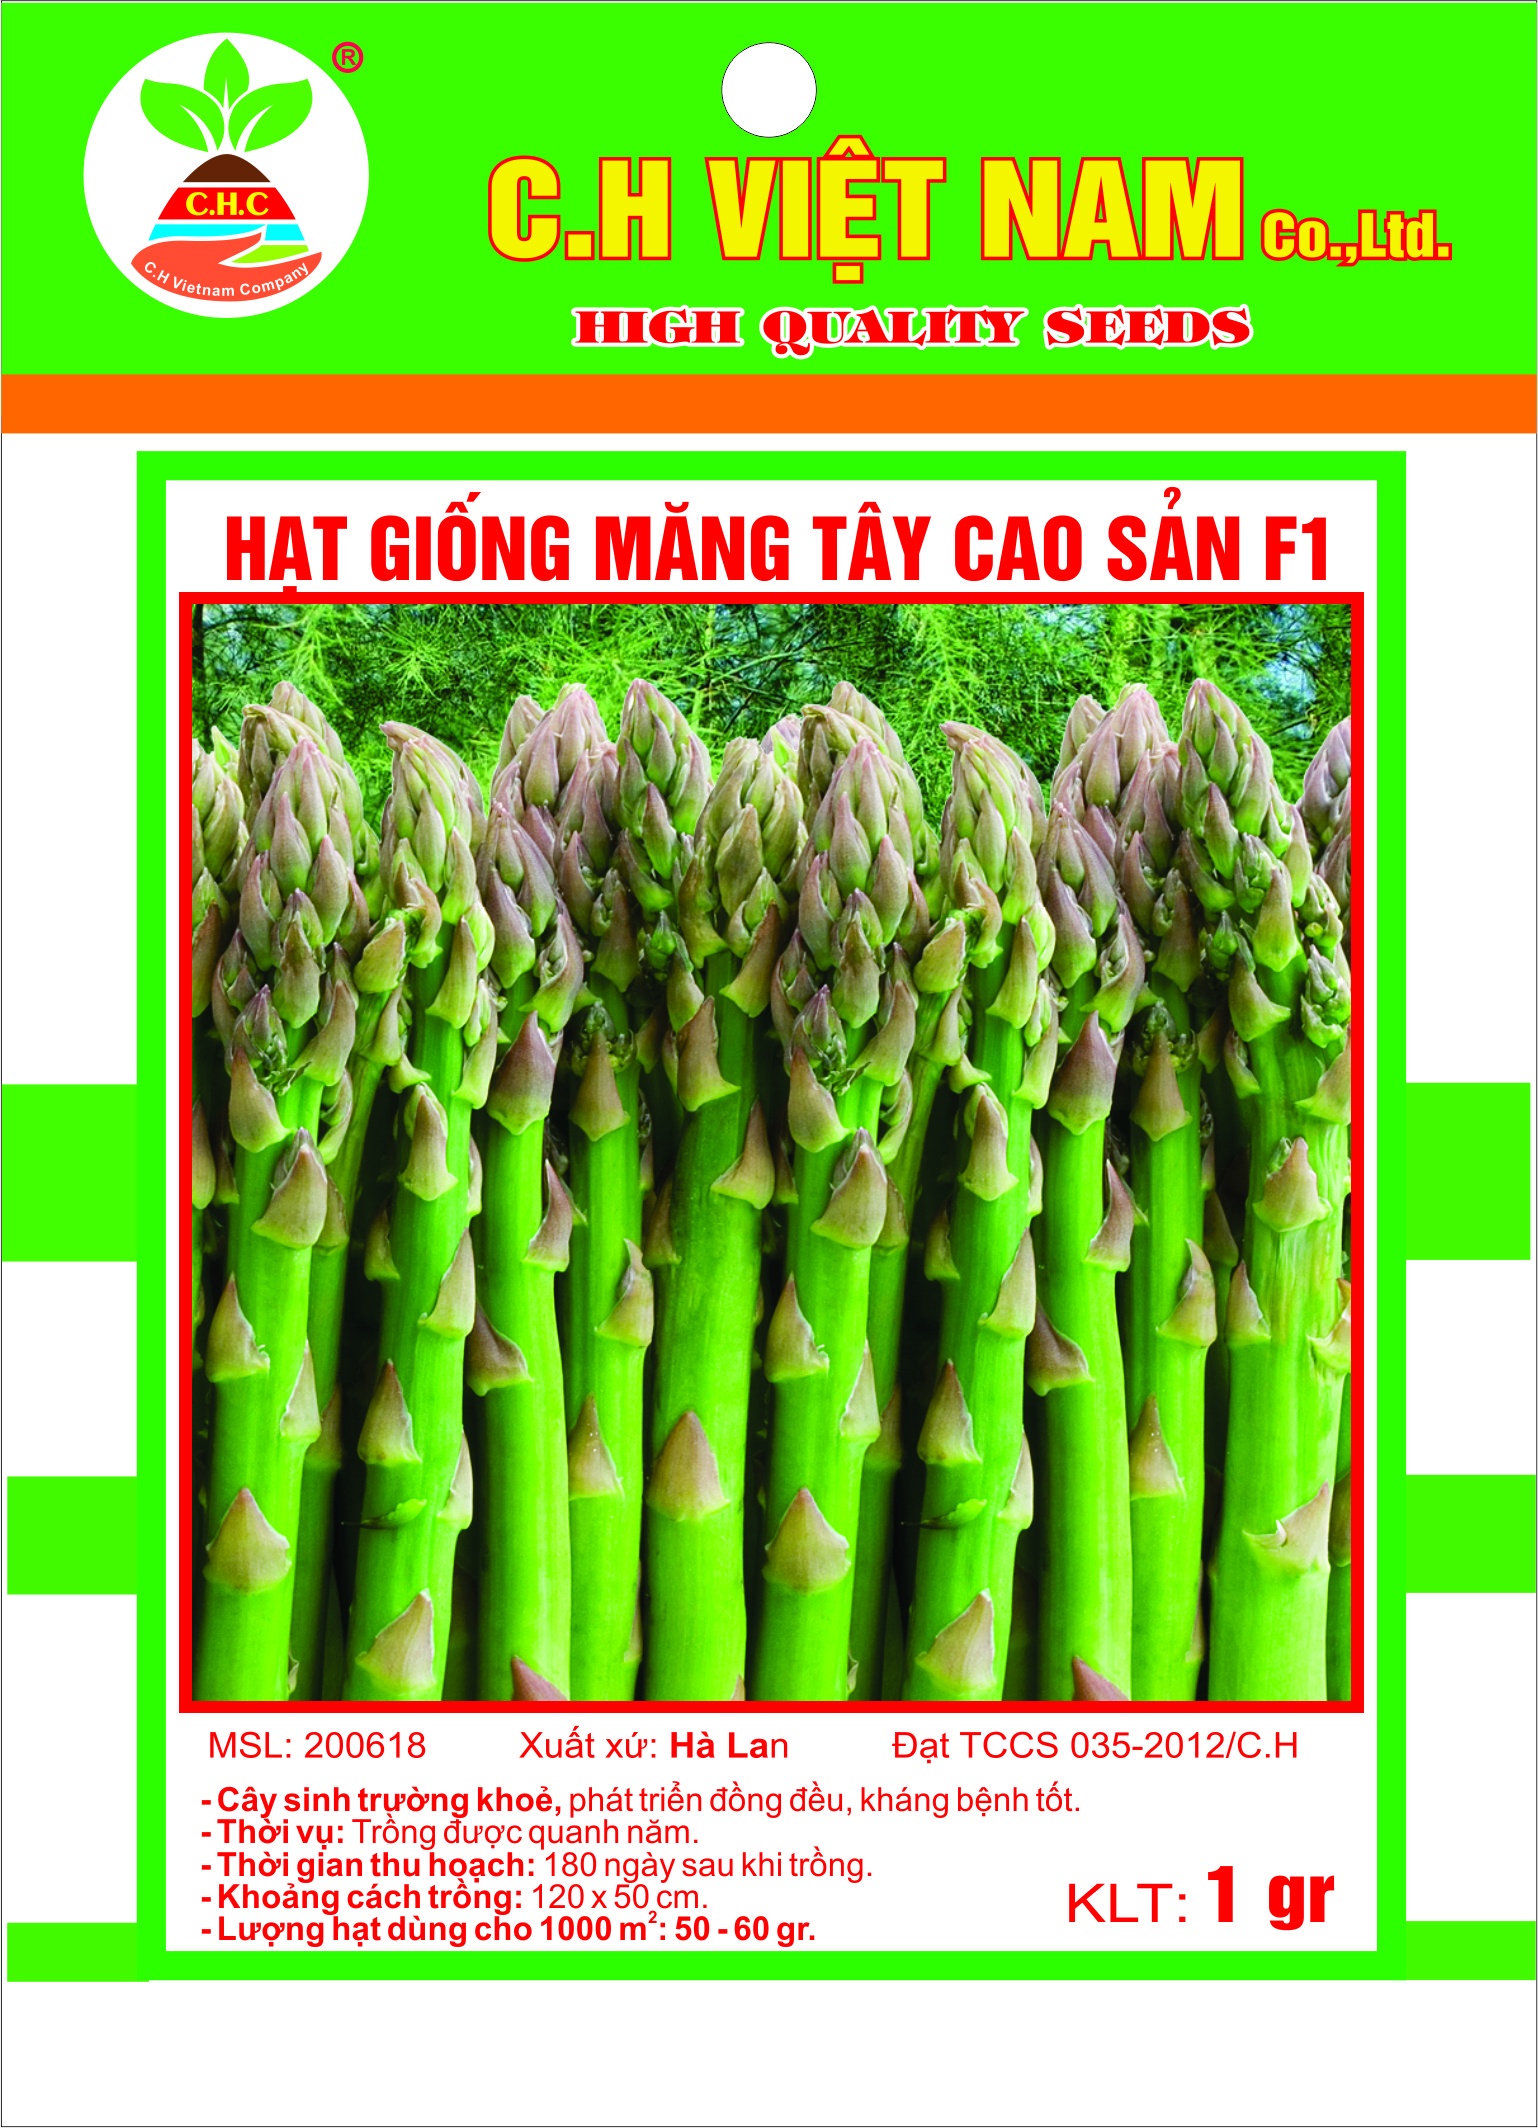 ®
C.H.C
C.H Vietnam Company
C.H VIỆT NAM Co.,Ltd.
HIGH QUALITY SEEDS
HẠT GIỐNG MĂNG TÂY CAO SẢN F1
MSL: 200618 Xuất xứ: Hà Lan Đạt TCCS 035-2012/C.H
- Cây sinh trường khoẻ, phát triển đồng đều, kháng bệnh tốt.
- Thời vụ: Trồng được quanh năm.
- Thời gian thu hoạch: 180 ngày sau khi trồng.
- Khoảng cách trồng: 120 x 50 cm.
- Lượng hạt dùng cho 1000 m²: 50 - 60 gr.
KLT: 1 gr